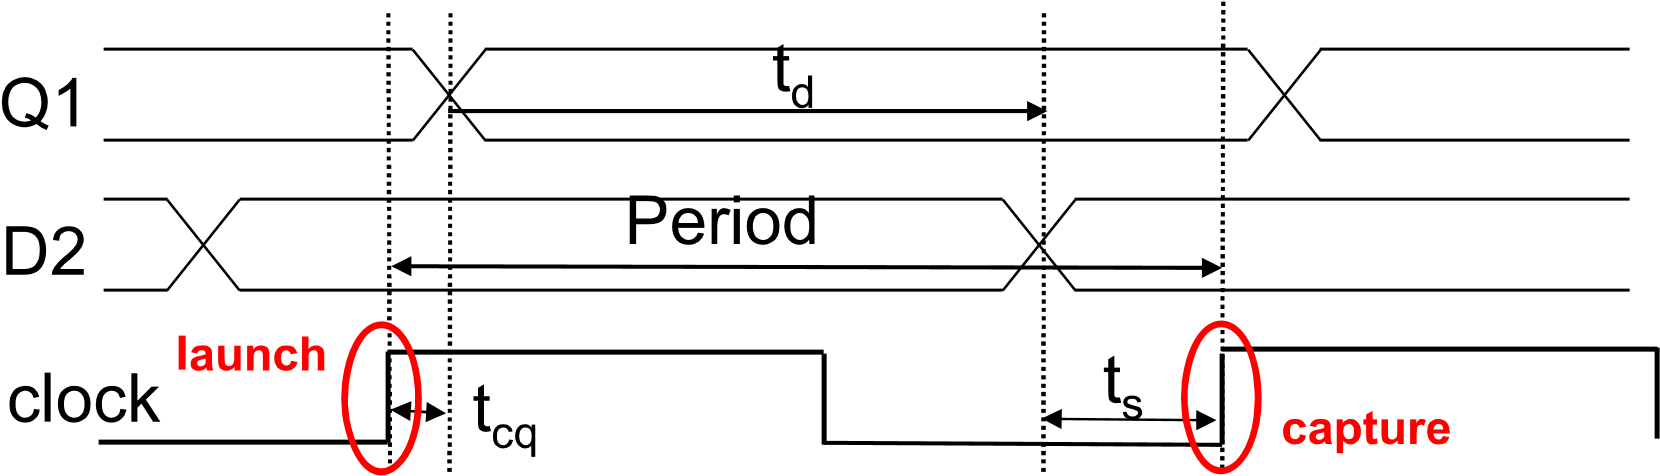 Q1
td
D2
Period
launch
clock
tcq
ts
capture